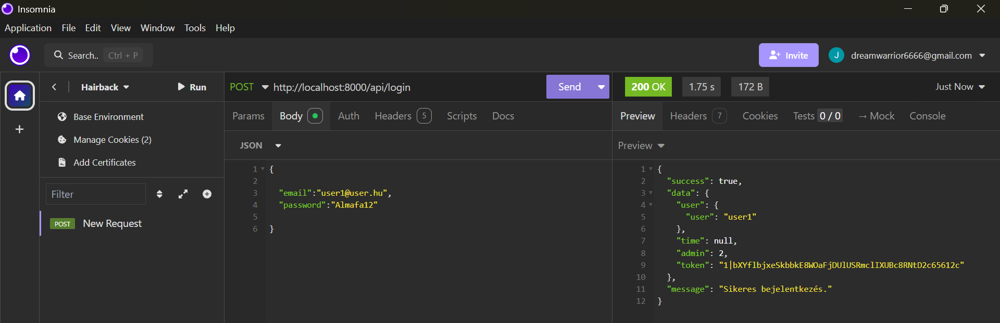 Insomnia
Application File Edit View Window Tools Help
Search.. Ctrl + P
Invite
J
dreamwarrior6666@gmail.com
Hairback
Run
Base Environment
Manage Cookies (2)
Add Certificates
Filter
POST New Request
POST http://localhost:8000/api/login
Send
Params Body Auth Headers 5 Scripts Docs
JSON
1 {
2
3 "email":"user1@user.hu",
4 "password":"Almafa12"
5
6 }
200 OK 1.75 s 172 B
Just Now
Preview Headers 7 Cookies Tests 0 / 0 → Mock Console
Preview
1 {
2 "success": true,
3 "data": {
4 "user": {
5 "user": "user1"
6 },
7 "time": null,
8 "admin": 2,
9 "token": "1|bXYflbjxeSkbbkE8WOaFjDUlUSRmclIXUBc8RNtD2c65612c"
10 },
11 "message": "Sikeres bejelentkezés."
12 }